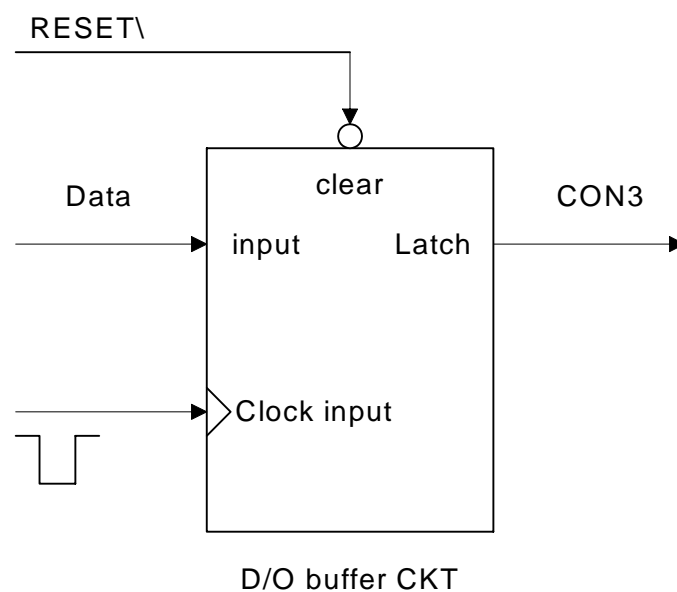 RESET\
clear
Data
CON3
input
Latch
Clock input
D/O buffer CKT